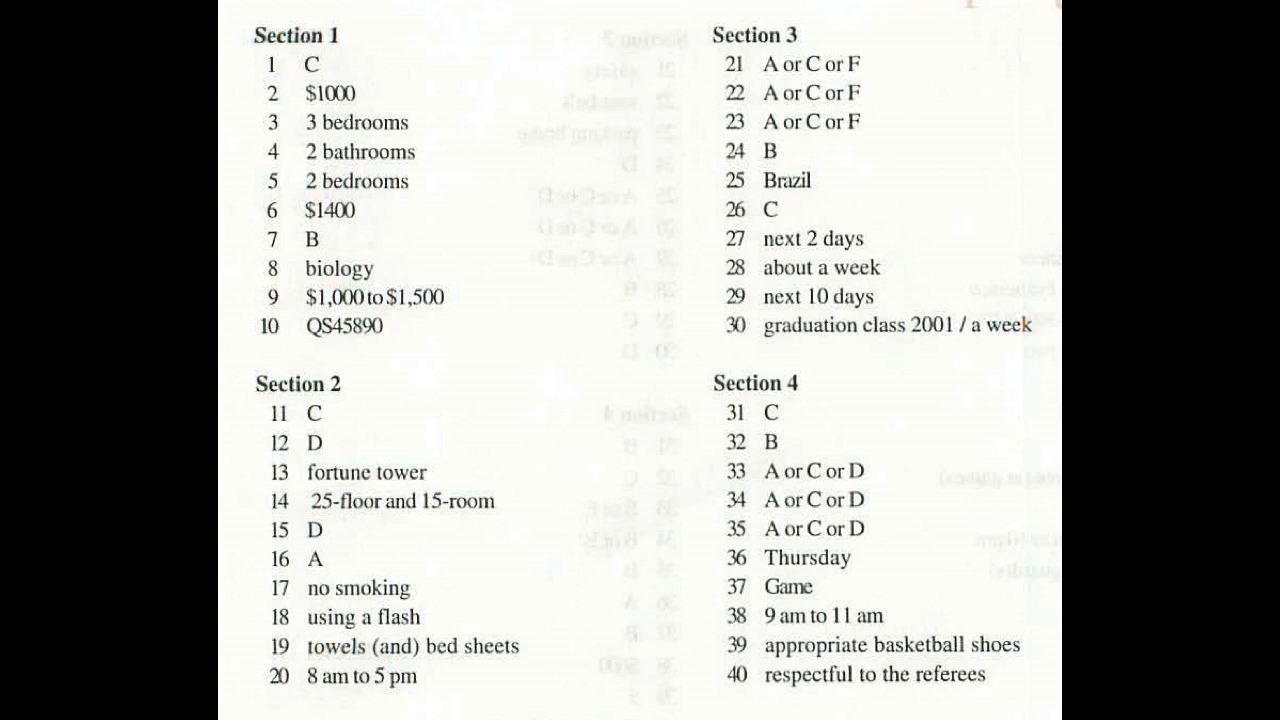 Section 1
1 C
2 $1000
3 3 bedrooms
4 2 bathrooms
5 2 bedrooms
6 $1400
7 B
8 biology
9 $1,000 to $1,500
10 QS45890
Section 2
11 C
12 D
13 fortune tower
14 25-floor and 15-room
15 D
16 A
17 no smoking
18 using a flash
19 towels (and) bed sheets
20 8 am to 5 pm
Section 3
21 A or C or F
22 A or C or F
23 A or C or F
24 B
25 Brazil
26 C
27 next 2 days
28 about a week
29 next 10 days
30 graduation class 2001 / a week
Section 4
31 C
32 B
33 A or C or D
34 A or C or D
35 A or C or D
36 Thursday
37 Game
38 9 am to 11 am
39 appropriate basketball shoes
40 respectful to the referees